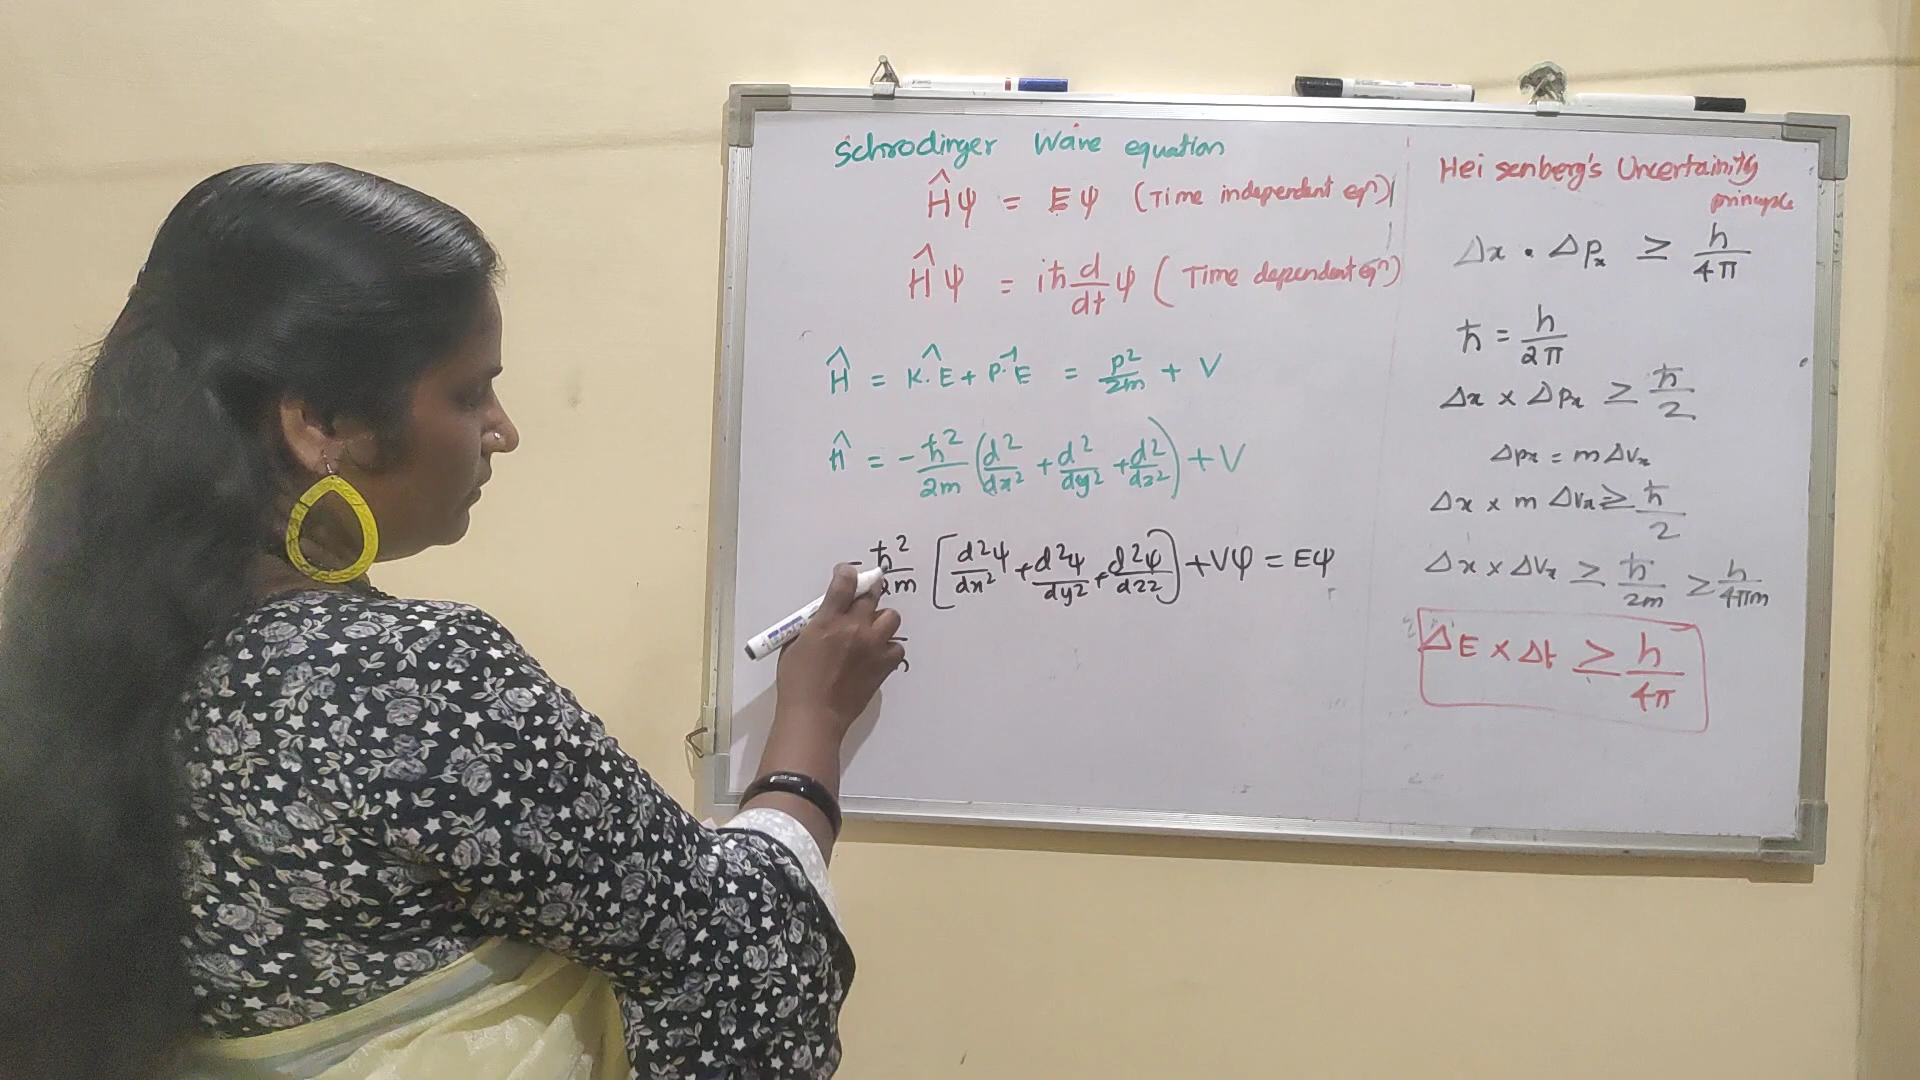 Schrodinger Wave equation
Ĥψ = Eψ (Time independent eqⁿ)
Ĥψ = iħ d/dt ψ (Time dependent eqⁿ)
Ĥ = K.E + P.E = p²/2m + V
Ĥ = -ħ²/2m (d²/dx² + d²/dy² + d²/dz²) + V
-ħ²/2m [d²ψ/dx² + d²ψ/dy² + d²ψ/dz²) + Vψ = Eψ
Heisenberg's Uncertainity
principle
Δx . Δpx ≥ h/4π
ħ = h/2π
Δx × Δpx ≥ ħ/2
Δpx = mΔvx
Δx × m Δvx ≥ ħ/2
Δx × Δvx ≥ ħ/2m ≥ h/4πm
ΔE × Δt ≥ h/4π